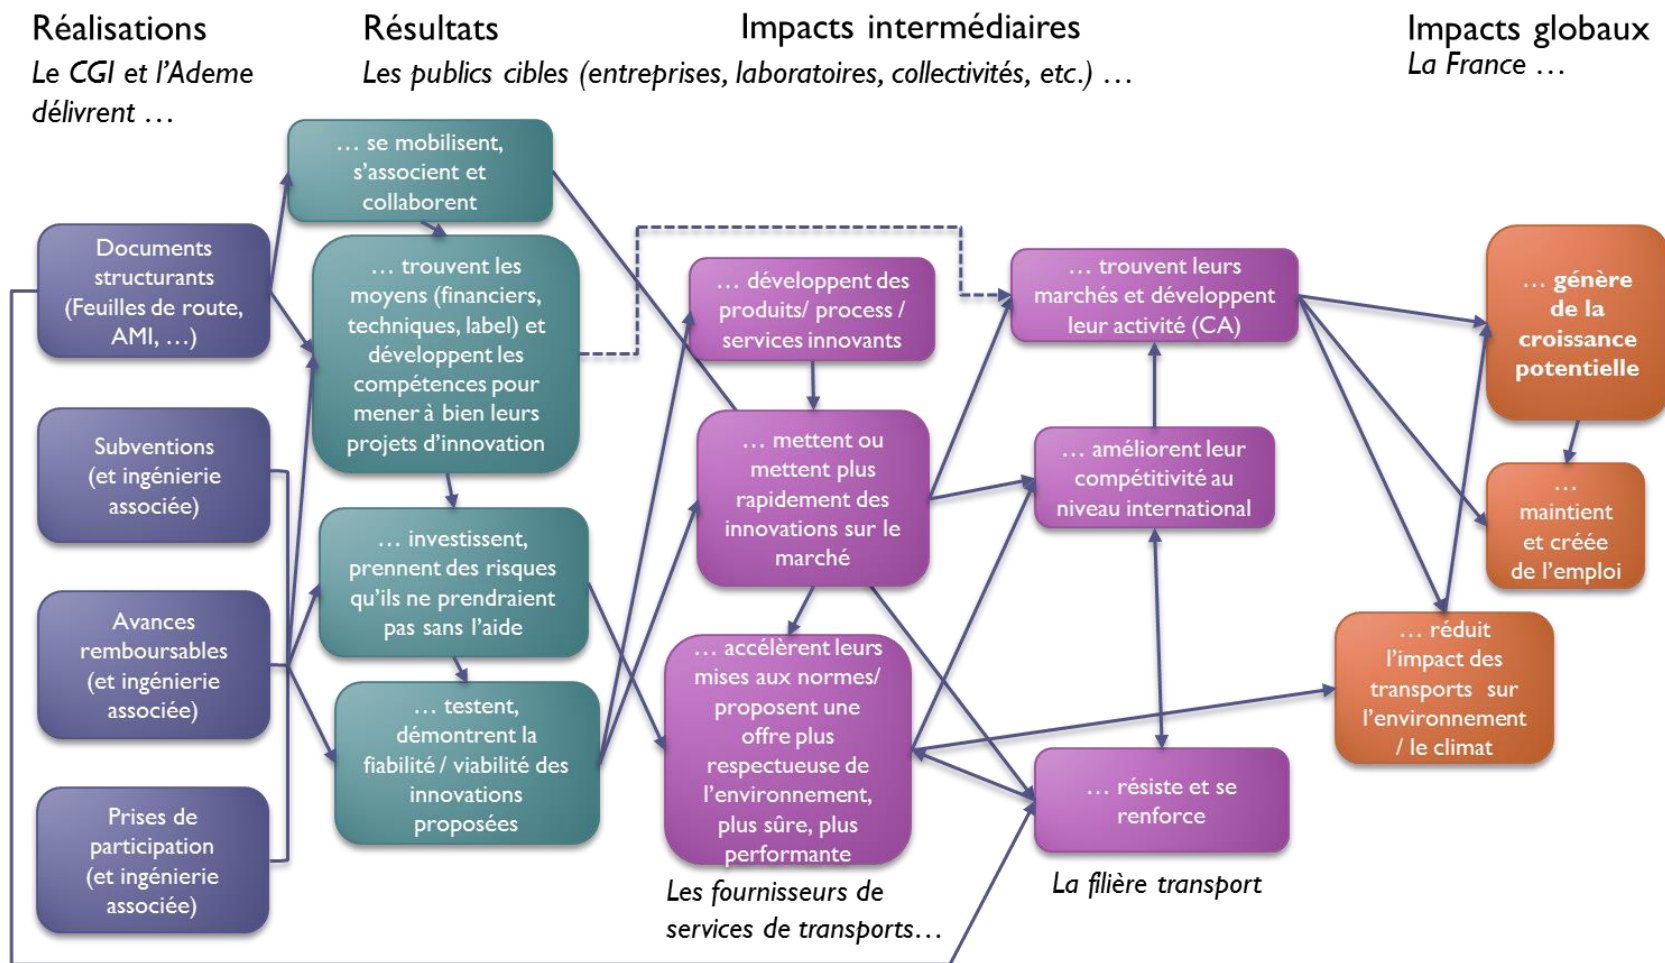 Réalisations
Le CGI et l'Ademe
délivrent …
Résultats
Impacts intermédiaires
Les publics cibles (entreprises, laboratoires, collectivités, etc.) …
Impacts globaux
La France …
Documents
structurants
(Feuilles de route,
AMI, …)
Subventions
(et ingénierie
associée)
Avances
remboursables
(et ingénierie
associée)
Prises de
participation
(et ingénierie
associée)
… se mobilisent,
s'associent et
collaborent
… trouvent les
moyens (financiers,
techniques, label) et
développent les
compétences pour
mener à bien leurs
projets d'innovation
… investissent,
prennent des risques
qu'ils ne prendraient
pas sans l'aide
… testent,
démontrent la
fiabilité / viabilité des
innovations
proposées
… développent des
produits/ process /
services innovants
… mettent ou
mettent plus
rapidement des
innovations sur le
marché
… accélèrent leurs
mises aux normes/
proposent une
offre plus
respectueuse de
l'environnement,
plus sûre, plus
performante
Les fournisseurs de
services de transports…
… trouvent leurs
marchés et développent
leur activité (CA)
… améliorent leur
compétitivité au
niveau international
… résiste et se
renforce
La filière transport
… génère
de la
croissance
potentielle
…
maintient
et créée
de l'emploi
… réduit
l'impact des
transports sur
l'environnement
/ le climat